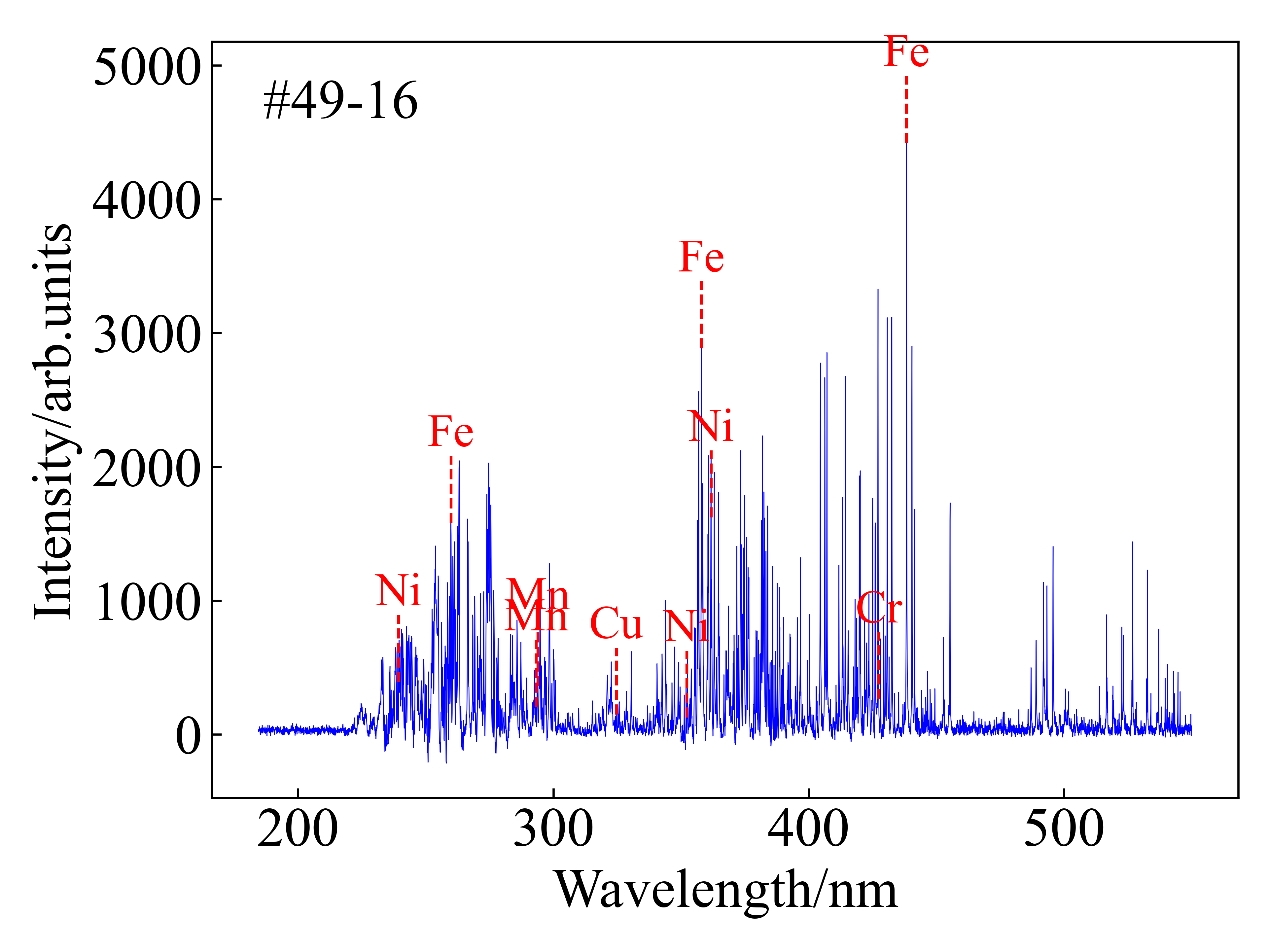 Fe
5000
#49-16
4000
Fe
3000
Ni
Fe
2000
Ni
Mn
Mn
Cu
Ni
Cr
1000
0
Intensity/arb.units
200
300
400
500
Wavelength/nm